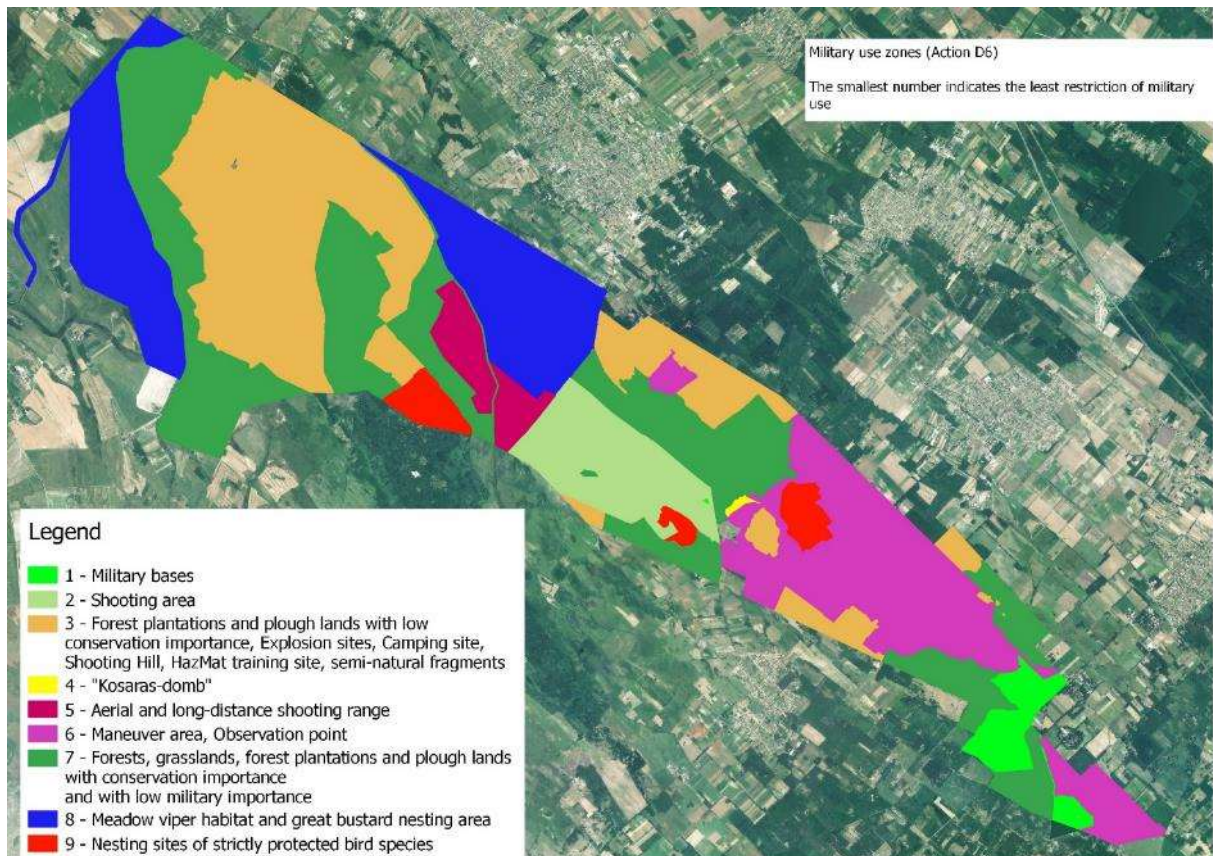 Military use zones (Action D6)
The smallest number indicates the least restriction of military
use
Legend
1 - Military bases
2 - Shooting area
3 - Forest plantations and plough lands with low
conservation importance, Explosion sites, Camping site,
Shooting Hill, HazMat training site, semi-natural fragments
4 - "Kosaras-domb"
5 - Aerial and long-distance shooting range
6 - Maneuver area, Observation point
7 - Forests, grasslands, forest plantations and plough lands
with conservation importance
and with low military importance
8 - Meadow viper habitat and great bustard nesting area
9 - Nesting sites of strictly protected bird species